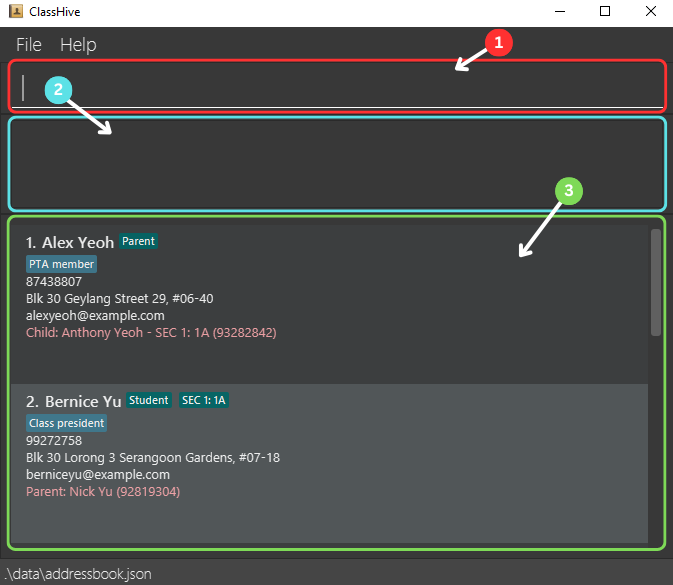 ClassHive
File Help
1
2
3
1. Alex Yeoh Parent
PTA member
87438807
Blk 30 Geylang Street 29, #06-40
alexyeoh@example.com
Child: Anthony Yeoh - SEC 1: 1A (93282842)
2. Bernice Yu Student SEC 1: 1A
Class president
99272758
Blk 30 Lorong 3 Serangoon Gardens, #07-18
berniceyu@example.com
Parent: Nick Yu (92819304)
.\data\addressbook.json